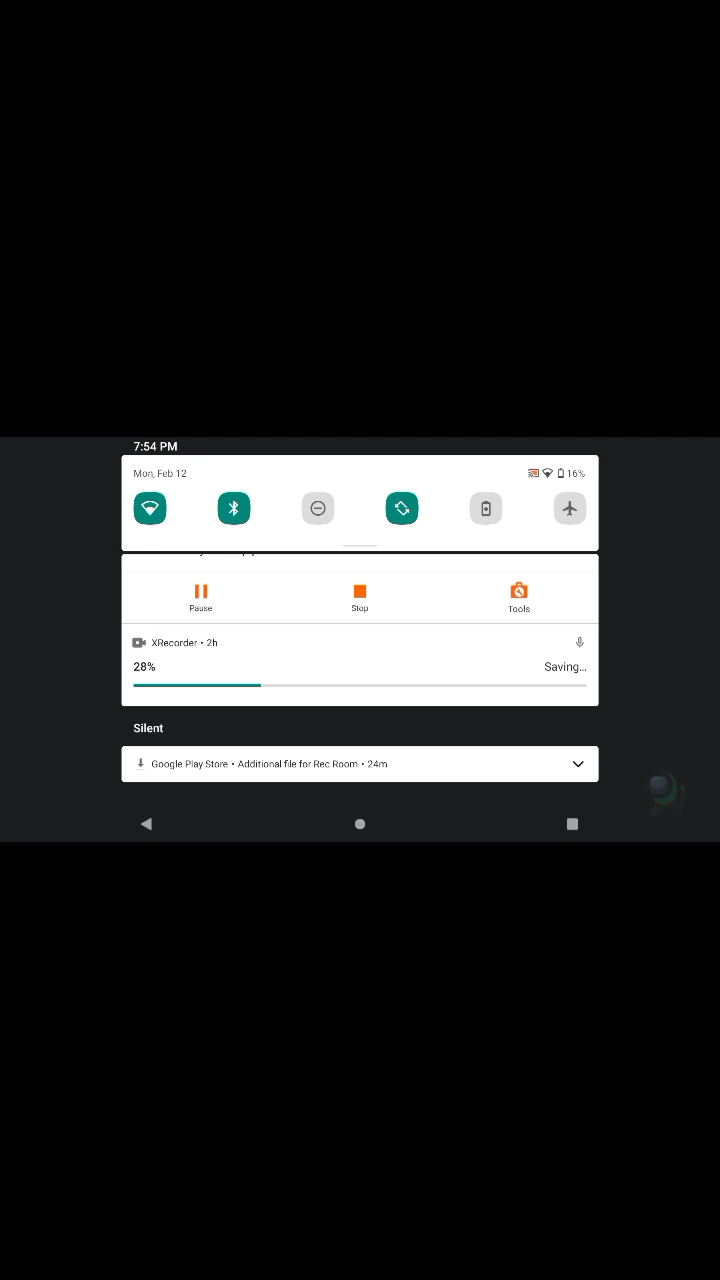 7:54 PM
Mon, Feb 12
16%
Pause
Stop
Tools
XRecorder • 2h
28%
Saving...
Silent
Google Play Store • Additional file for Rec Room • 24m